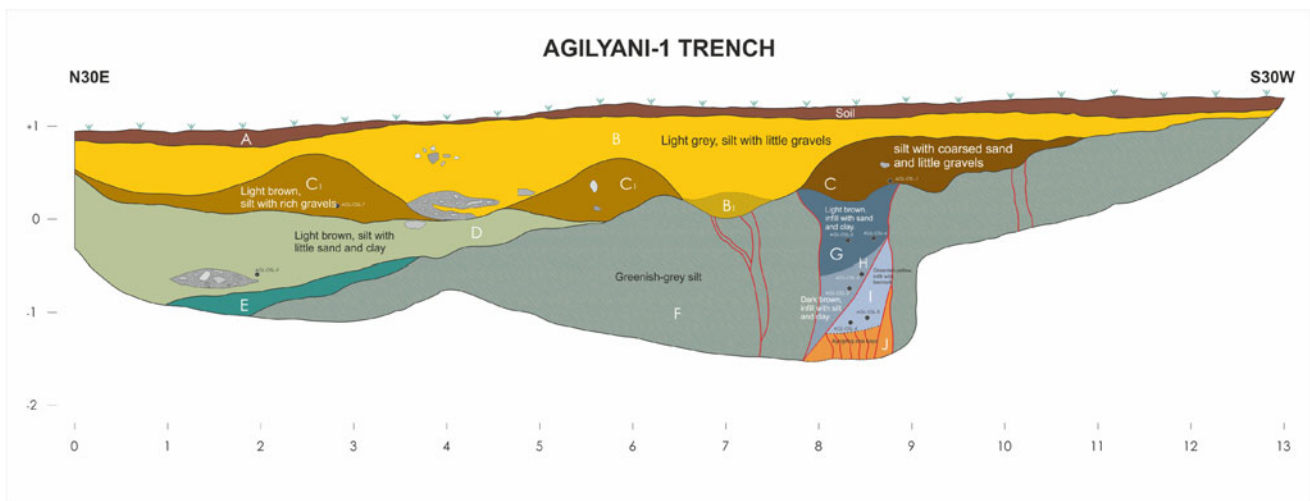 AGILYANI-1 TRENCH
N30E
S30W
+1
0
-1
-2
Soil
A
B
Light grey, silt with little gravels
silt with coarsed sand
and little gravels
C1
Light brown,
silt with rich gravels
C1
C
B1
Light brown, silt with
little sand and clay
D
Light brown,
infill with sand
and clay
G
H
Greenish-grey silt
E
F
Dark brown,
infill with silt
and clay
I
J
0 1 2 3 4 5 6 7 8 9 10 11 12 13